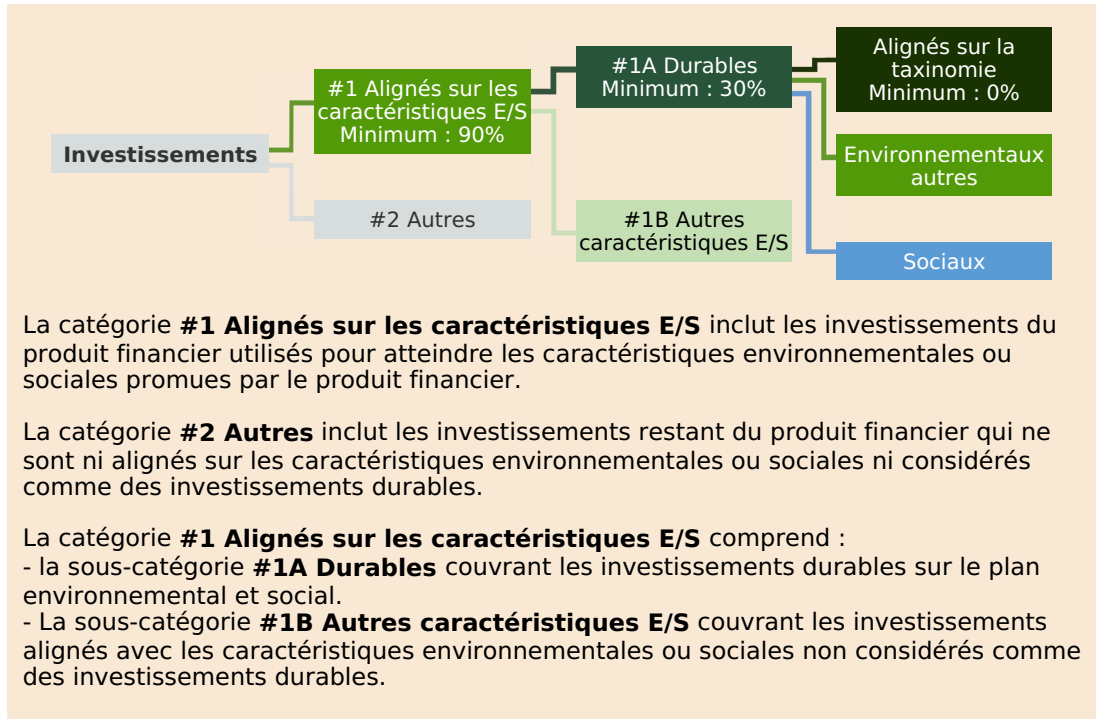 Investissements
#1 Alignés sur les
caractéristiques E/S
Minimum : 90%
#2 Autres
#1A Durables
Minimum : 30%
#1B Autres
caractéristiques E/S
Alignés sur la
taxinomie
Minimum : 0%
Environnementaux
autres
Sociaux
La catégorie #1 Alignés sur les caractéristiques E/S inclut les investissements du
produit financier utilisés pour atteindre les caractéristiques environnementales ou
sociales promues par le produit financier.
La catégorie #2 Autres inclut les investissements restant du produit financier qui ne
sont ni alignés sur les caractéristiques environnementales ou sociales ni considérés
comme des investissements durables.
La catégorie #1 Alignés sur les caractéristiques E/S comprend :
- la sous-catégorie #1A Durables couvrant les investissements durables sur le plan
environnemental et social.
- La sous-catégorie #1B Autres caractéristiques E/S couvrant les investissements
alignés avec les caractéristiques environnementales ou sociales non considérés comme
des investissements durables.